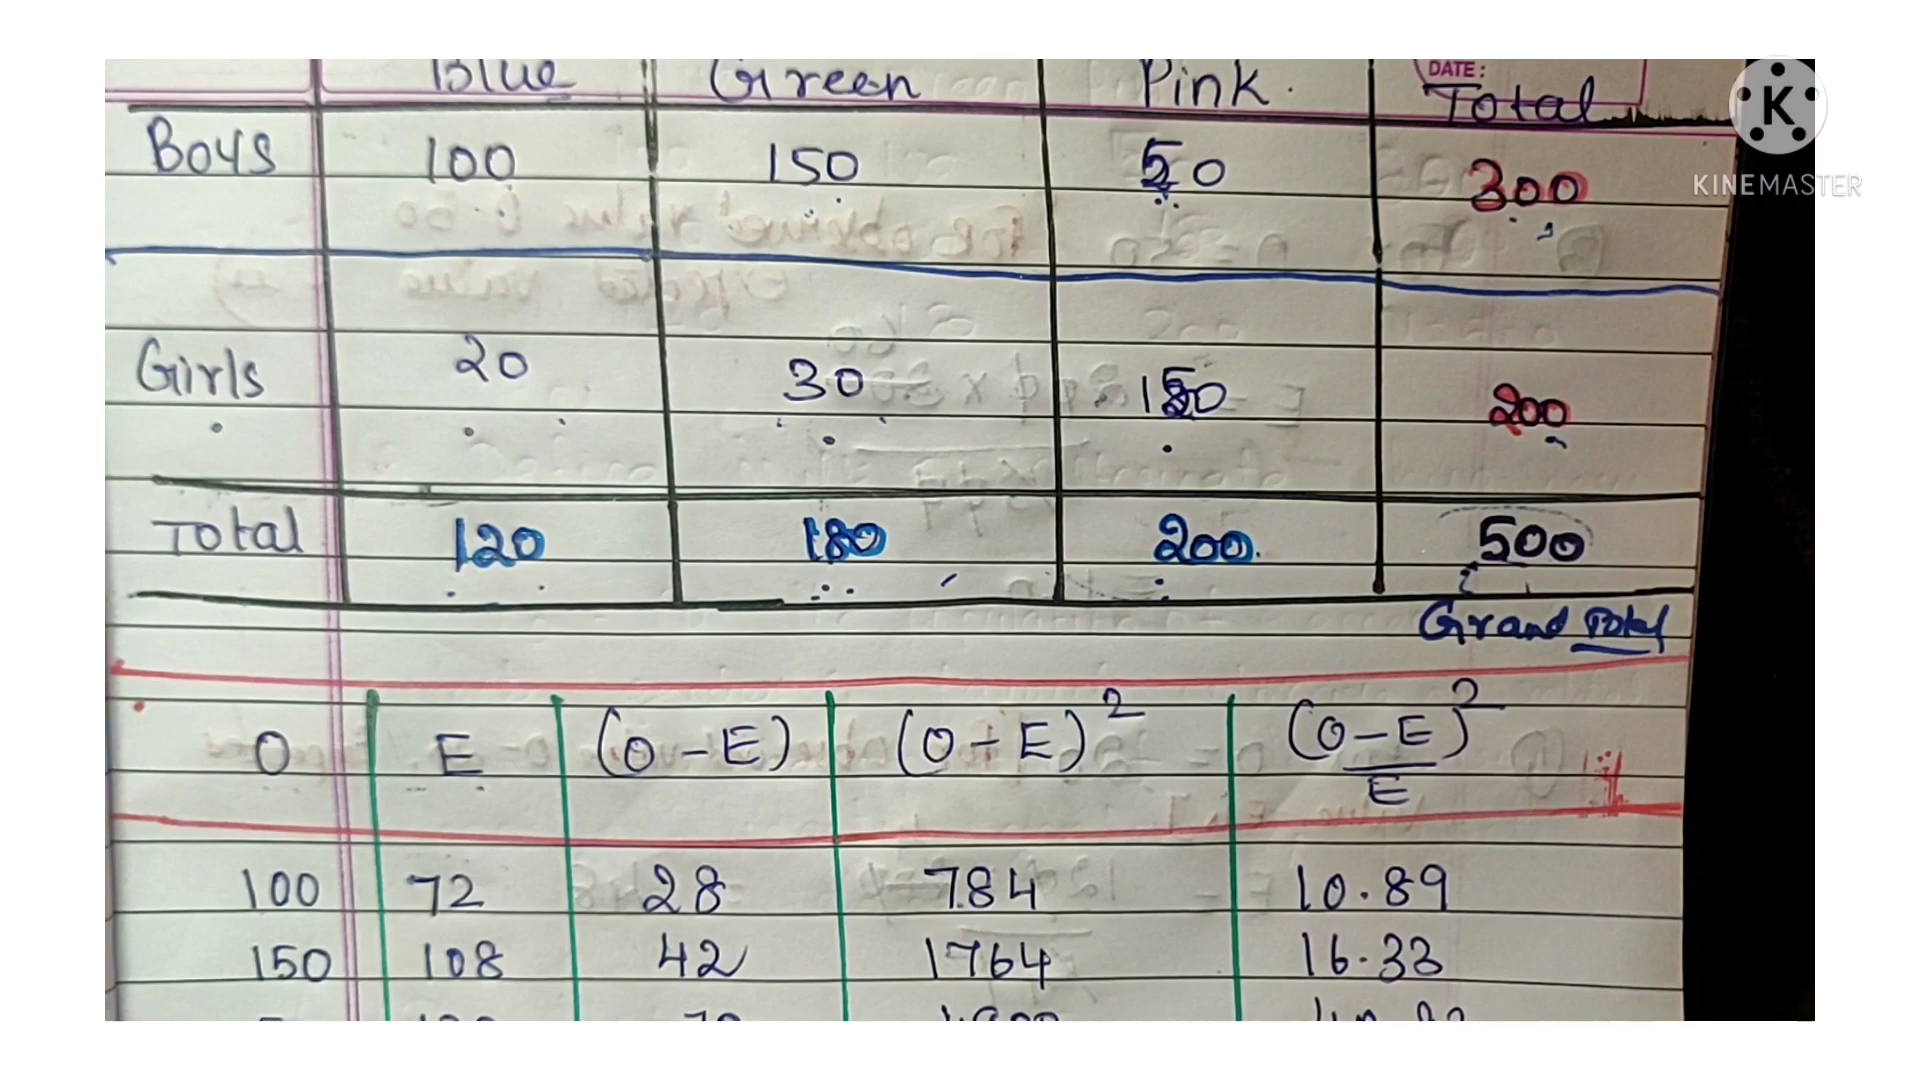 DATE:
Blue Green Pink. Total
Boys 100 150 50 300
Girls 20 30 150 200
Total 120 180 200. 500
Grand Total
O E (O-E) (O-E)² (O-E)²/E
100 72 28 784 10.89
150 108 42 1764 16.33
K
KINEMASTER